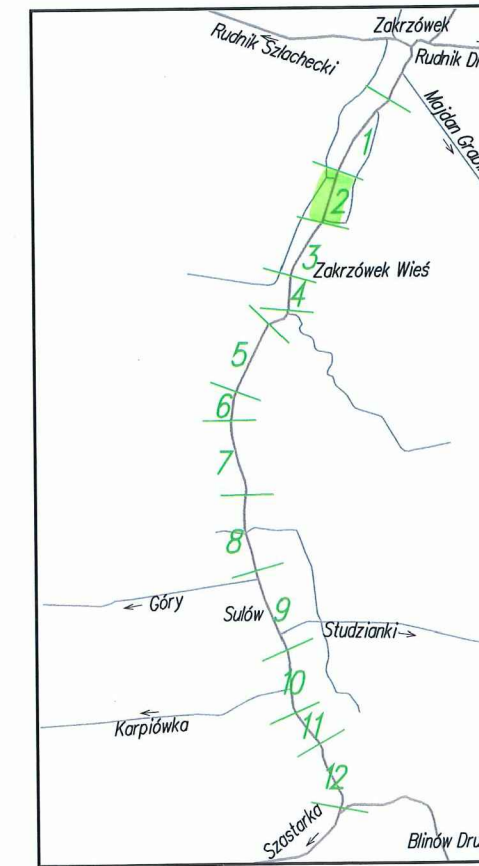 Zakrzówek
Rudnik Szlachecki
Rudnik Dr
Majdan Grab
1
2
3
Zakrzówek Wieś
4
5
6
7
8
Góry
Sulów
9
Studzianki
10
Karpiówka
11
12
Szastarka
Blinów Dru